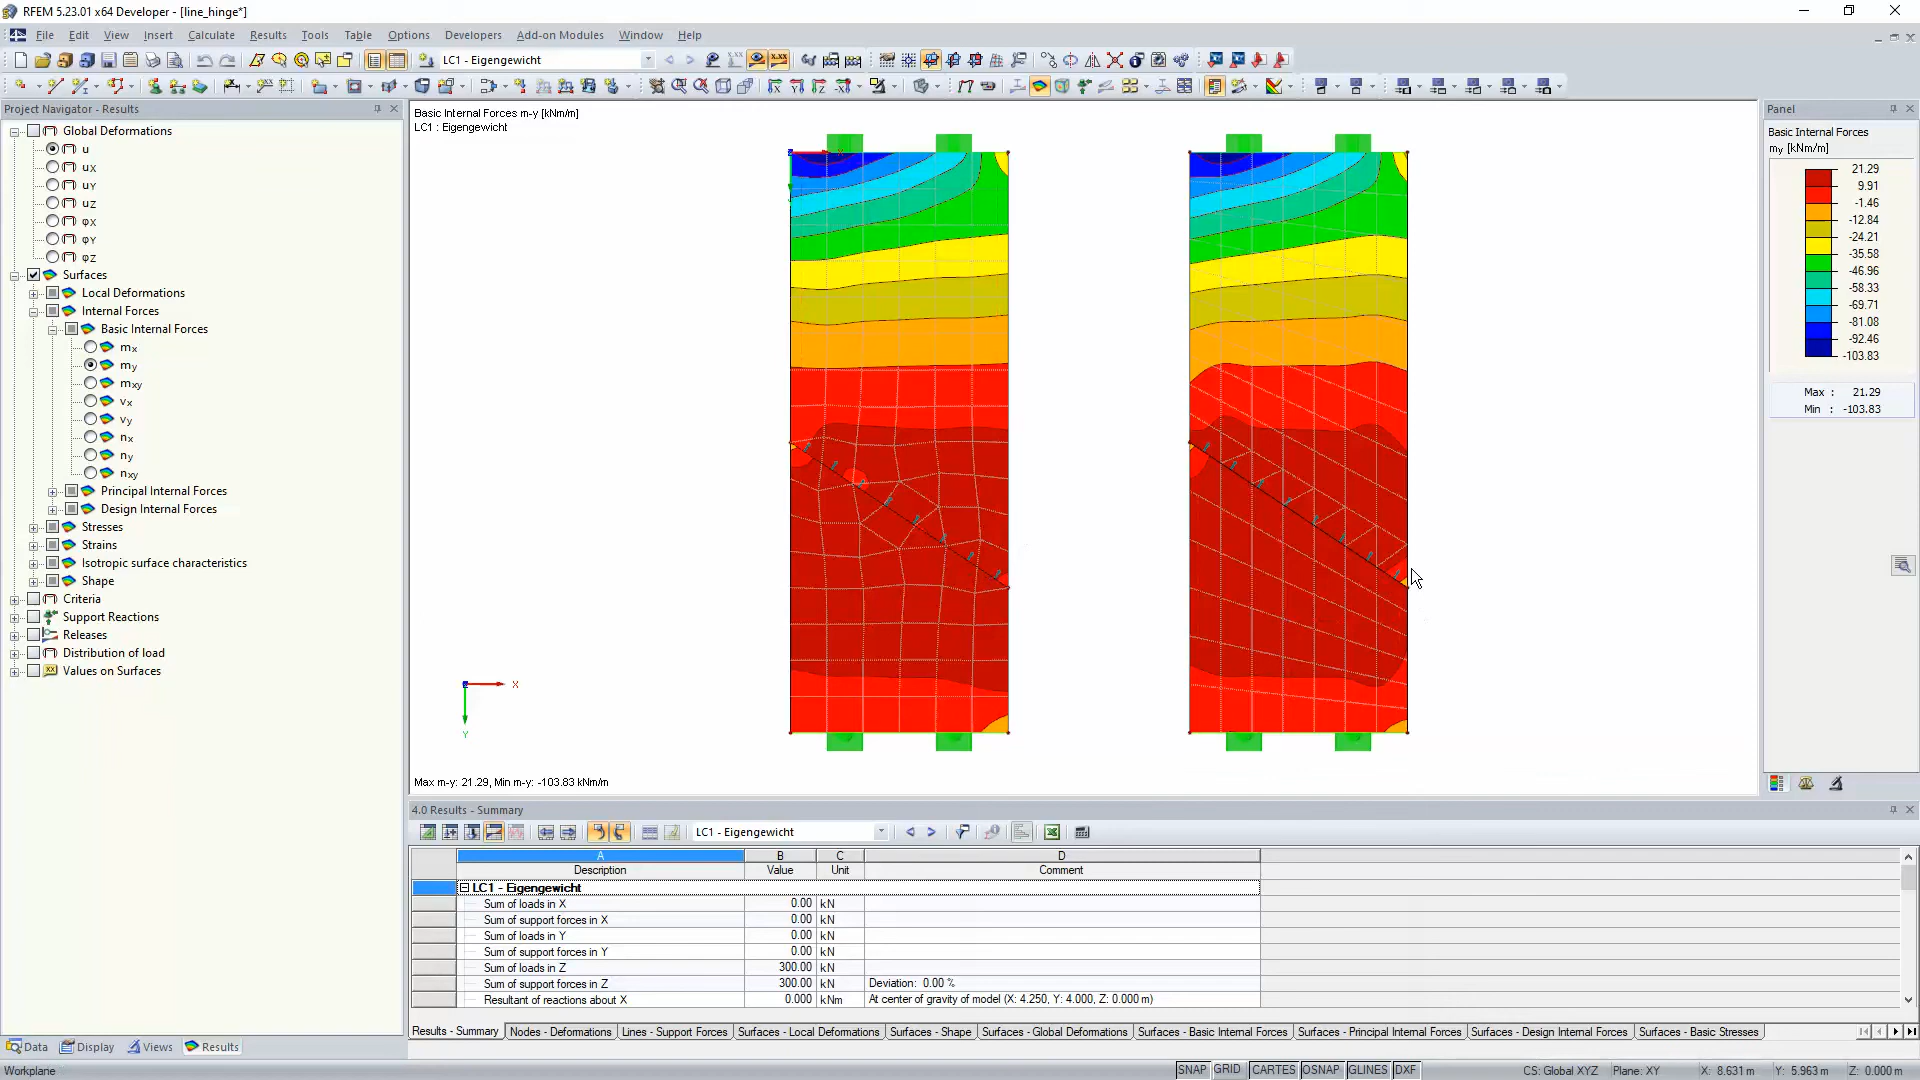 RFEM 5.23.01 x64 Developer - [line_hinge*]
File Edit View Insert Calculate Results Tools Table Options Developers Add-on Modules Window Help
LC1 - Eigengewicht
Project Navigator - Results
Global Deformations
u
uX
uY
uZ
φX
φY
φZ
Surfaces
Local Deformations
Internal Forces
Basic Internal Forces
mx
my
mxy
vx
vy
nx
ny
nxy
Principal Internal Forces
Design Internal Forces
Stresses
Strains
Isotropic surface characteristics
Shape
Criteria
Support Reactions
Releases
Distribution of load
Values on Surfaces
Data Display Views Results
Basic Internal Forces m-y [kNm/m]
LC1 : Eigengewicht
X
Y
Max m-y: 21.29, Min m-y: -103.83 kNm/m
Panel
Basic Internal Forces
my [kNm/m]
21.29
9.91
-1.46
-12.84
-24.21
-35.58
-46.96
-58.33
-69.71
-81.08
-92.46
-103.83
Max : 21.29
Min : -103.83
4.0 Results - Summary
LC1 - Eigengewicht
A B C D
Description Value Unit Comment
LC1 - Eigengewicht
Sum of loads in X 0.00 kN
Sum of support forces in X 0.00 kN
Sum of loads in Y 0.00 kN
Sum of support forces in Y 0.00 kN
Sum of loads in Z 300.00 kN
Sum of support forces in Z 300.00 kN Deviation: 0.00 %
Resultant of reactions about X 0.000 kNm At center of gravity of model (X: 4.250, Y: 4.000, Z: 0.000 m)
Results - Summary Nodes - Deformations Lines - Support Forces Surfaces - Local Deformations Surfaces - Shape Surfaces - Global Deformations Surfaces - Basic Internal Forces Surfaces - Principal Internal Forces Surfaces - Design Internal Forces Surfaces - Basic Stresses
Workplane
SNAP GRID CARTES OSNAP GLINES DXF CS: Global XYZ Plane: XY X: 8.631 m Y: 5.963 m Z: 0.000 m